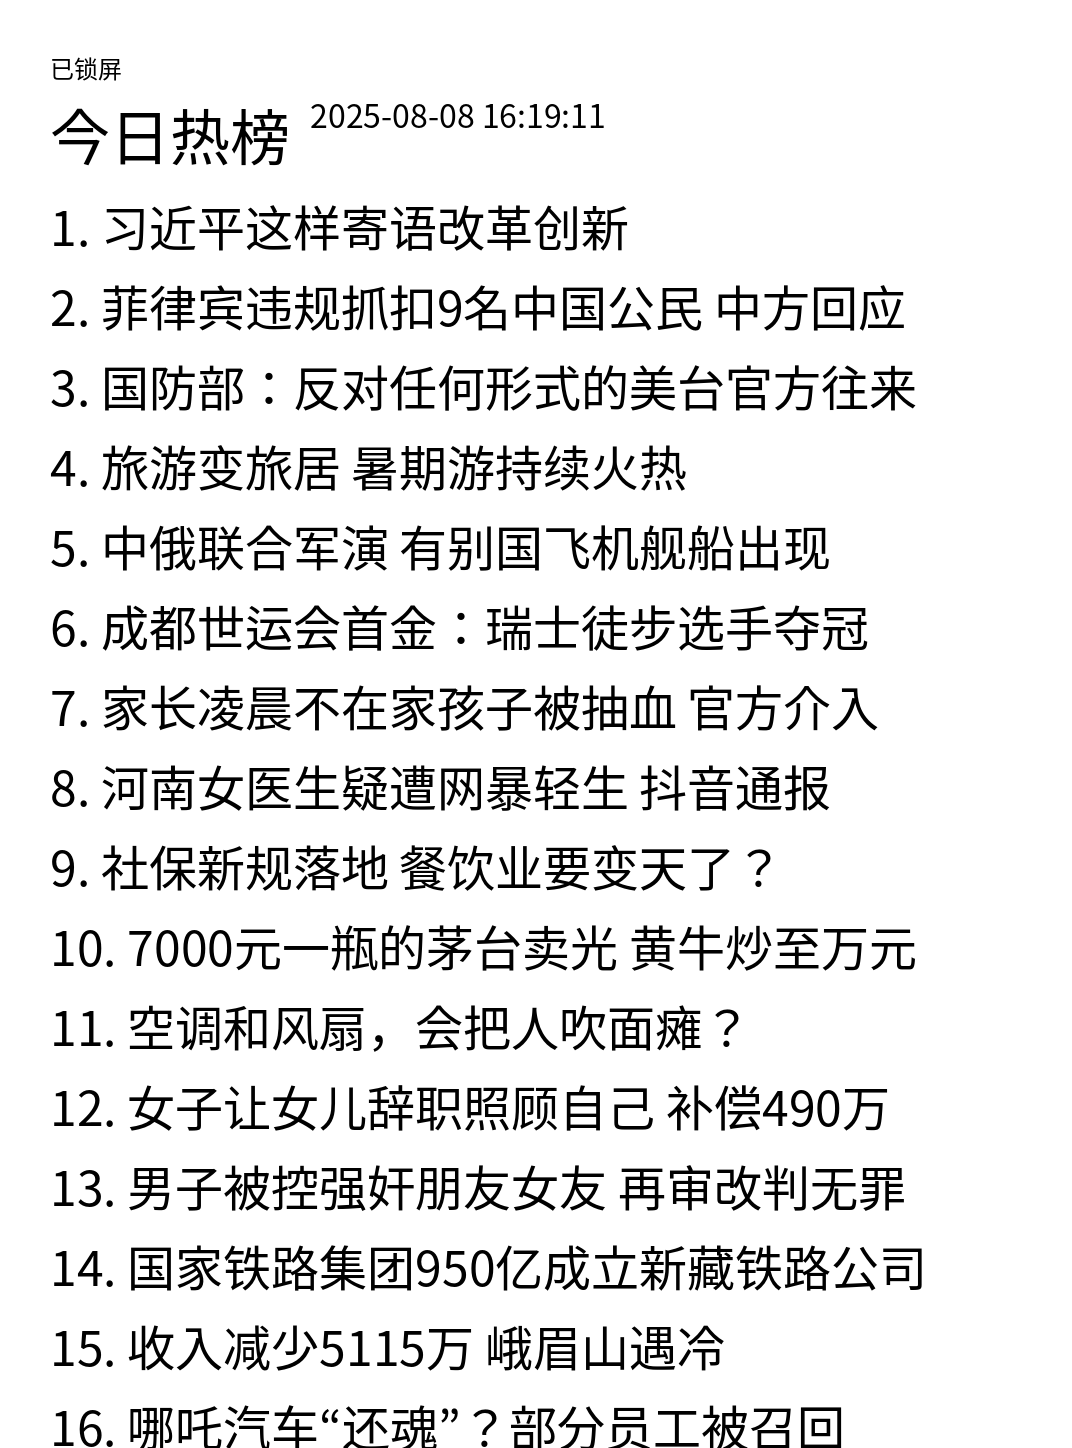 已锁屏
今日热榜 2025-08-08 16:19:11
1. 习近平这样寄语改革创新
2. 菲律宾违规抓扣9名中国公民 中方回应
3. 国防部：反对任何形式的美台官方往来
4. 旅游变旅居 暑期游持续火热
5. 中俄联合军演 有别国飞机舰船出现
6. 成都世运会首金：瑞士徒步选手夺冠
7. 家长凌晨不在家孩子被抽血 官方介入
8. 河南女医生疑遭网暴轻生 抖音通报
9. 社保新规落地 餐饮业要变天了？
10. 7000元一瓶的茅台卖光 黄牛炒至万元
11. 空调和风扇，会把人吹面瘫？
12. 女子让女儿辞职照顾自己 补偿490万
13. 男子被控强奸朋友女友 再审改判无罪
14. 国家铁路集团950亿成立新藏铁路公司
15. 收入减少5115万 峨眉山遇冷
16. 哪吒汽车“还魂”？部分员工被召回